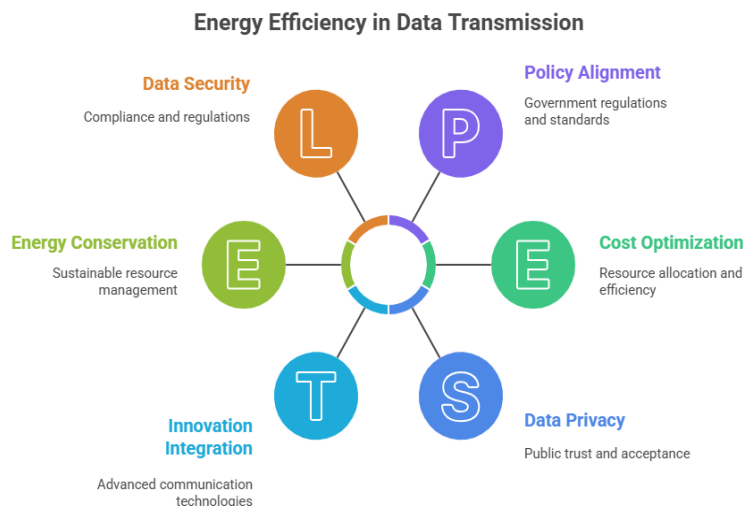 Energy Efficiency in Data Transmission
Data Security
Compliance and regulations
L
P
Policy Alignment
Government regulations
and standards
Energy Conservation
Sustainable resource
management
E
E
Cost Optimization
Resource allocation and
efficiency
Innovation
Integration
Advanced communication
technologies
T
S
Data Privacy
Public trust and acceptance